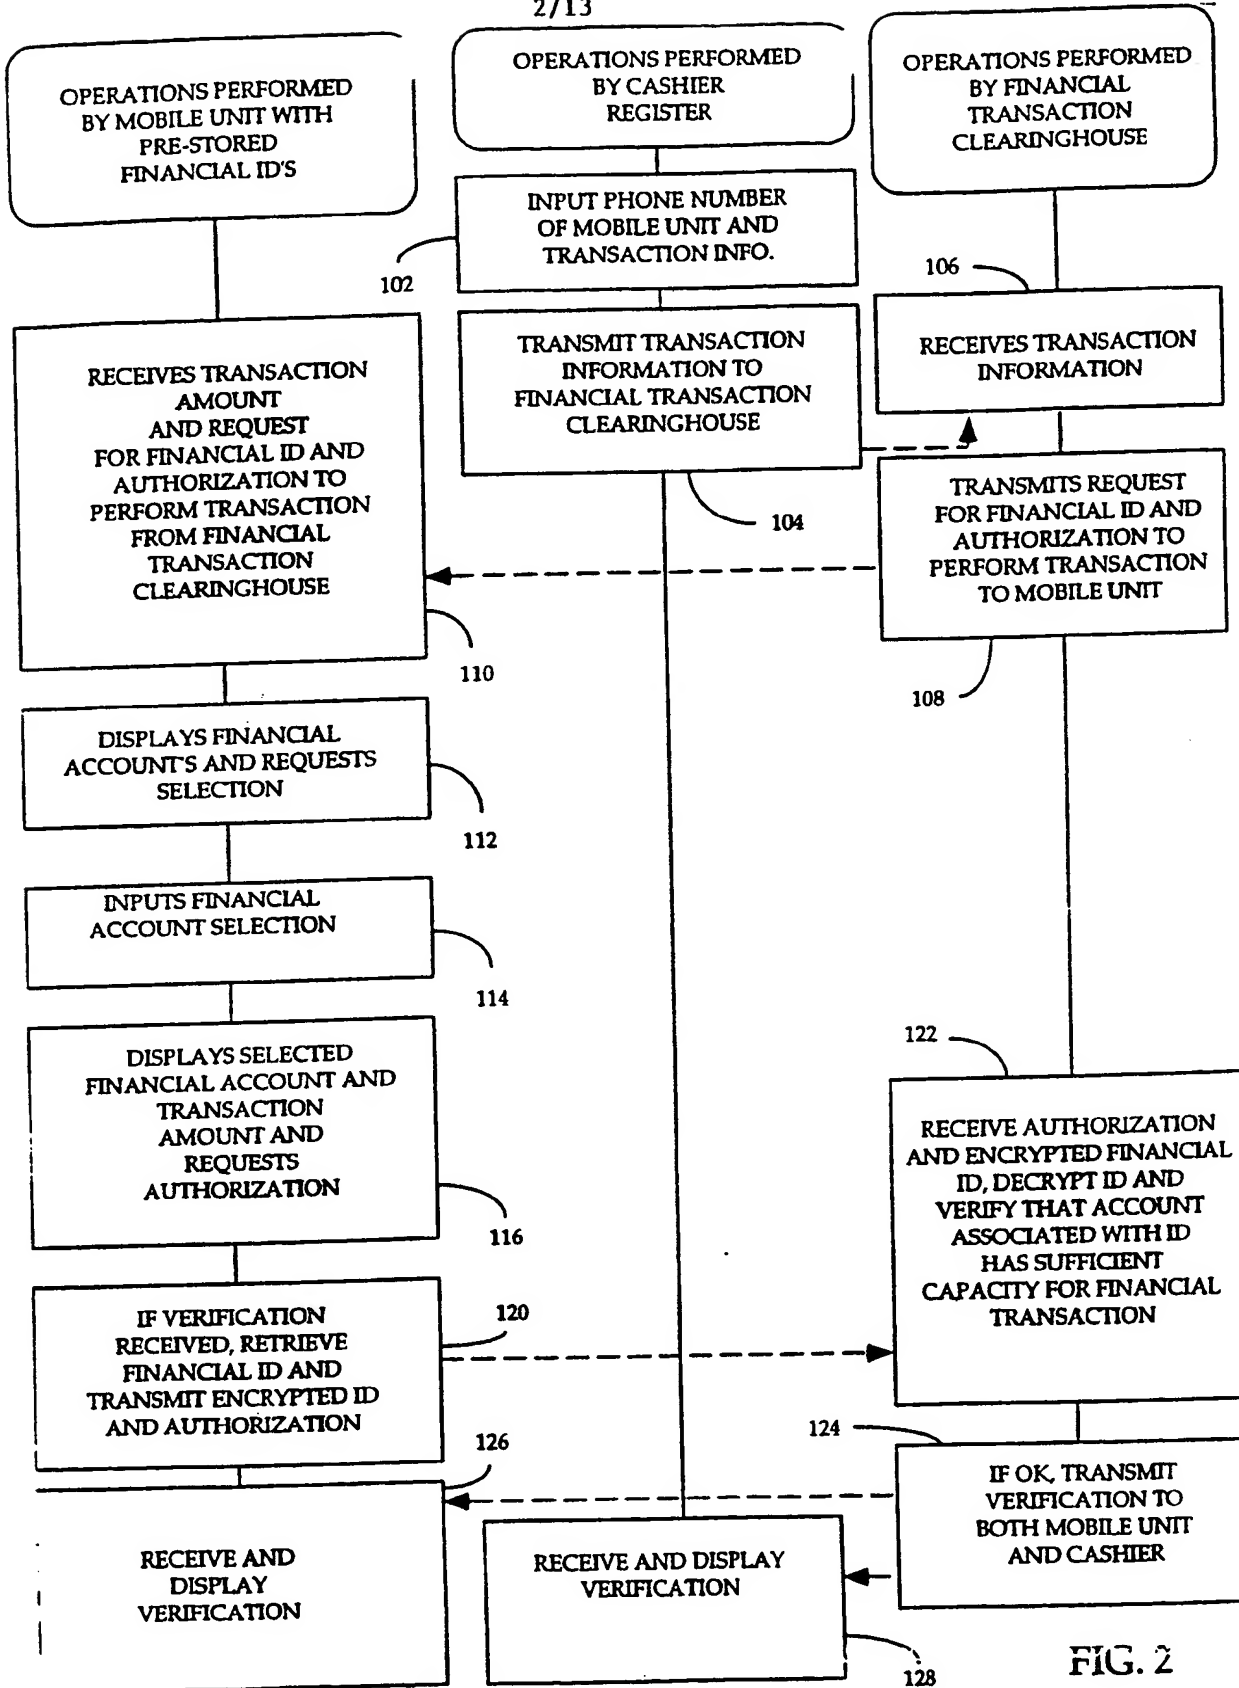 2/13
OPERATIONS PERFORMED
BY MOBILE UNIT WITH
PRE-STORED
FINANCIAL ID'S
OPERATIONS PERFORMED
BY CASHIER
REGISTER
OPERATIONS PERFORMED
BY FINANCIAL
TRANSACTION
CLEARINGHOUSE
INPUT PHONE NUMBER
OF MOBILE UNIT AND
TRANSACTION INFO.
102
106
RECEIVES TRANSACTION
AMOUNT
AND REQUEST
FOR FINANCIAL ID AND
AUTHORIZATION TO
PERFORM TRANSACTION
FROM FINANCIAL
TRANSACTION
CLEARINGHOUSE
TRANSMIT TRANSACTION
INFORMATION TO
FINANCIAL TRANSACTION
CLEARINGHOUSE
RECEIVES TRANSACTION
INFORMATION
104
TRANSMITS REQUEST
FOR FINANCIAL ID AND
AUTHORIZATION TO
PERFORM TRANSACTION
TO MOBILE UNIT
110
108
DISPLAYS FINANCIAL
ACCOUNT'S AND REQUESTS
SELECTION
112
INPUTS FINANCIAL
ACCOUNT SELECTION
114
DISPLAYS SELECTED
FINANCIAL ACCOUNT AND
TRANSACTION
AMOUNT AND
REQUESTS
AUTHORIZATION
116
122
RECEIVE AUTHORIZATION
AND ENCRYPTED FINANCIAL
ID, DECRYPT ID AND
VERIFY THAT ACCOUNT
ASSOCIATED WITH ID
HAS SUFFICIENT
CAPACITY FOR FINANCIAL
TRANSACTION
IF VERIFICATION
RECEIVED, RETRIEVE
FINANCIAL ID AND
TRANSMIT ENCRYPTED ID
AND AUTHORIZATION
120
126
124
IF OK, TRANSMIT
VERIFICATION TO
BOTH MOBILE UNIT
AND CASHIER
RECEIVE AND
DISPLAY
VERIFICATION
RECEIVE AND DISPLAY
VERIFICATION
128
FIG. 2